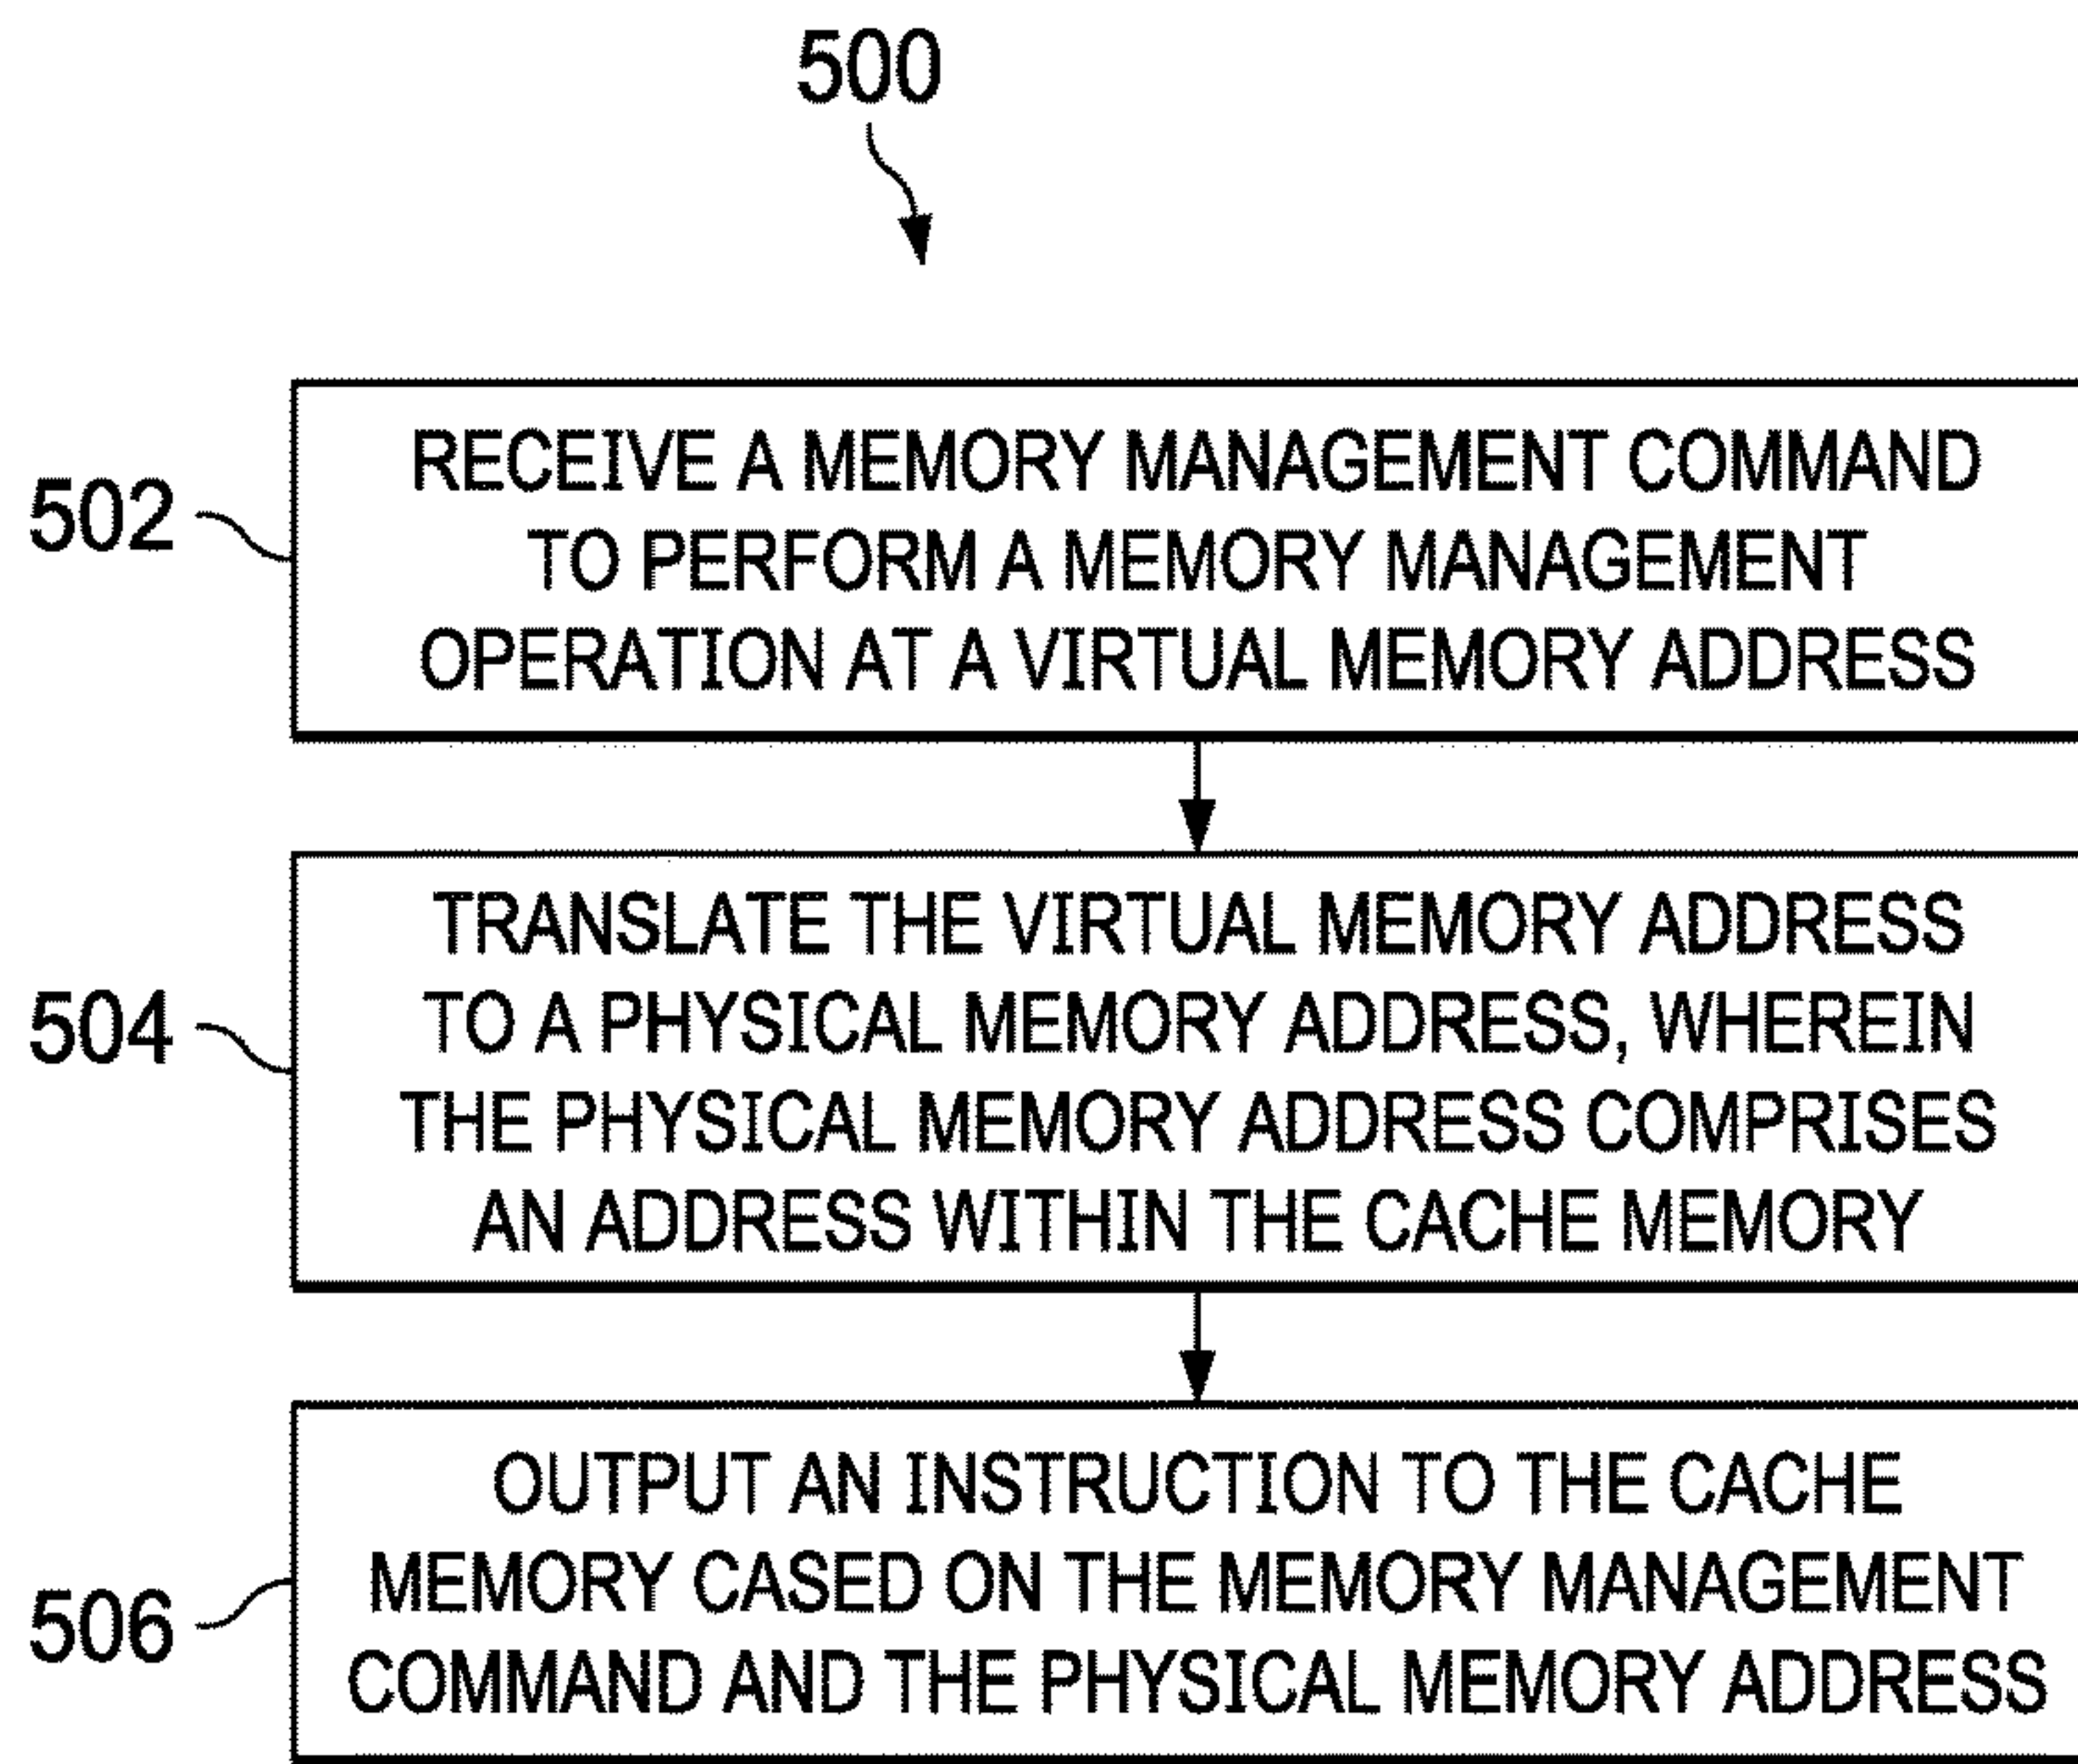 500
502
RECEIVE A MEMORY MANAGEMENT COMMAND
TO PERFORM A MEMORY MANAGEMENT
OPERATION AT A VIRTUAL MEMORY ADDRESS
504
TRANSLATE THE VIRTUAL MEMORY ADDRESS
TO A PHYSICAL MEMORY ADDRESS, WHEREIN
THE PHYSICAL MEMORY ADDRESS COMPRISES
AN ADDRESS WITHIN THE CACHE MEMORY
506
OUTPUT AN INSTRUCTION TO THE CACHE
MEMORY CASED ON THE MEMORY MANAGEMENT
COMMAND AND THE PHYSICAL MEMORY ADDRESS